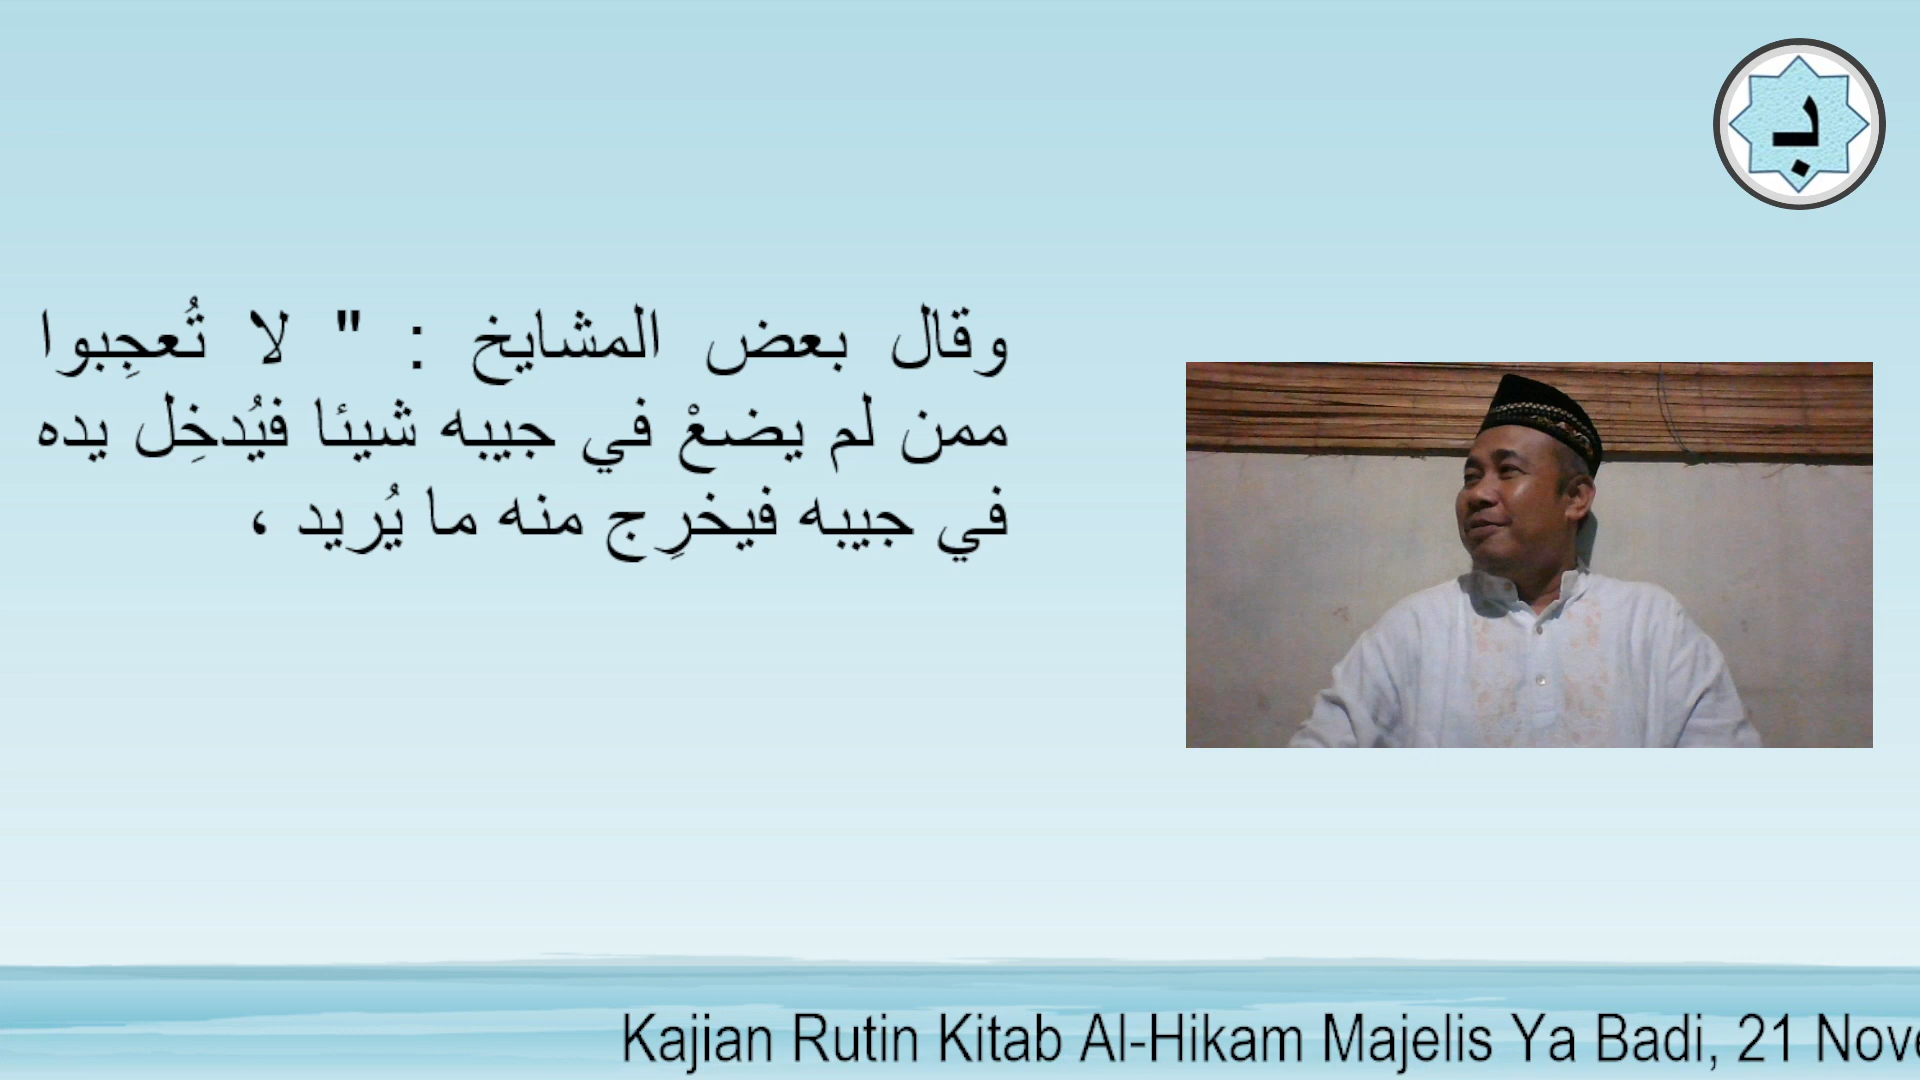 وقال بعض المشايخ : " لا تُعجِبوا
ممن لم يضعْ في جيبه شيئا فيُدخِل يده
في جيبه فيخرِج منه ما يُريد ،
Kajian Rutin Kitab Al-Hikam Majelis Ya Badi, 21 Nove